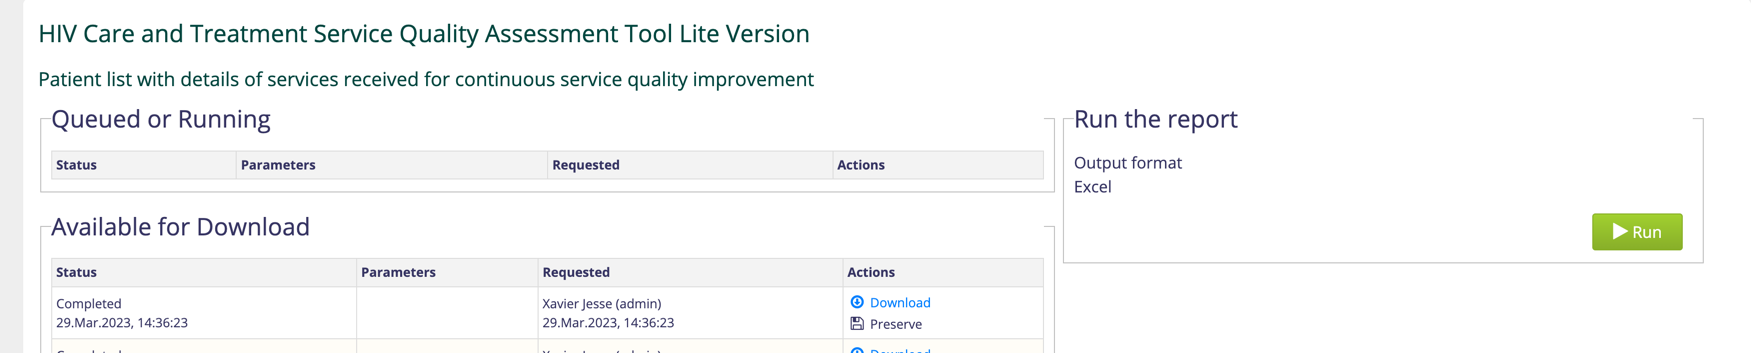 HIV Care and Treatment Service Quality Assessment Tool Lite Version
Patient list with details of services received for continuous service quality improvement
Queued or Running
Status Parameters Requested Actions
Available for Download
Status Parameters Requested Actions
Completed Xavier Jesse (admin) Download
29.Mar.2023, 14:36:23 29.Mar.2023, 14:36:23 Preserve
Run the report
Output format
Excel
Run